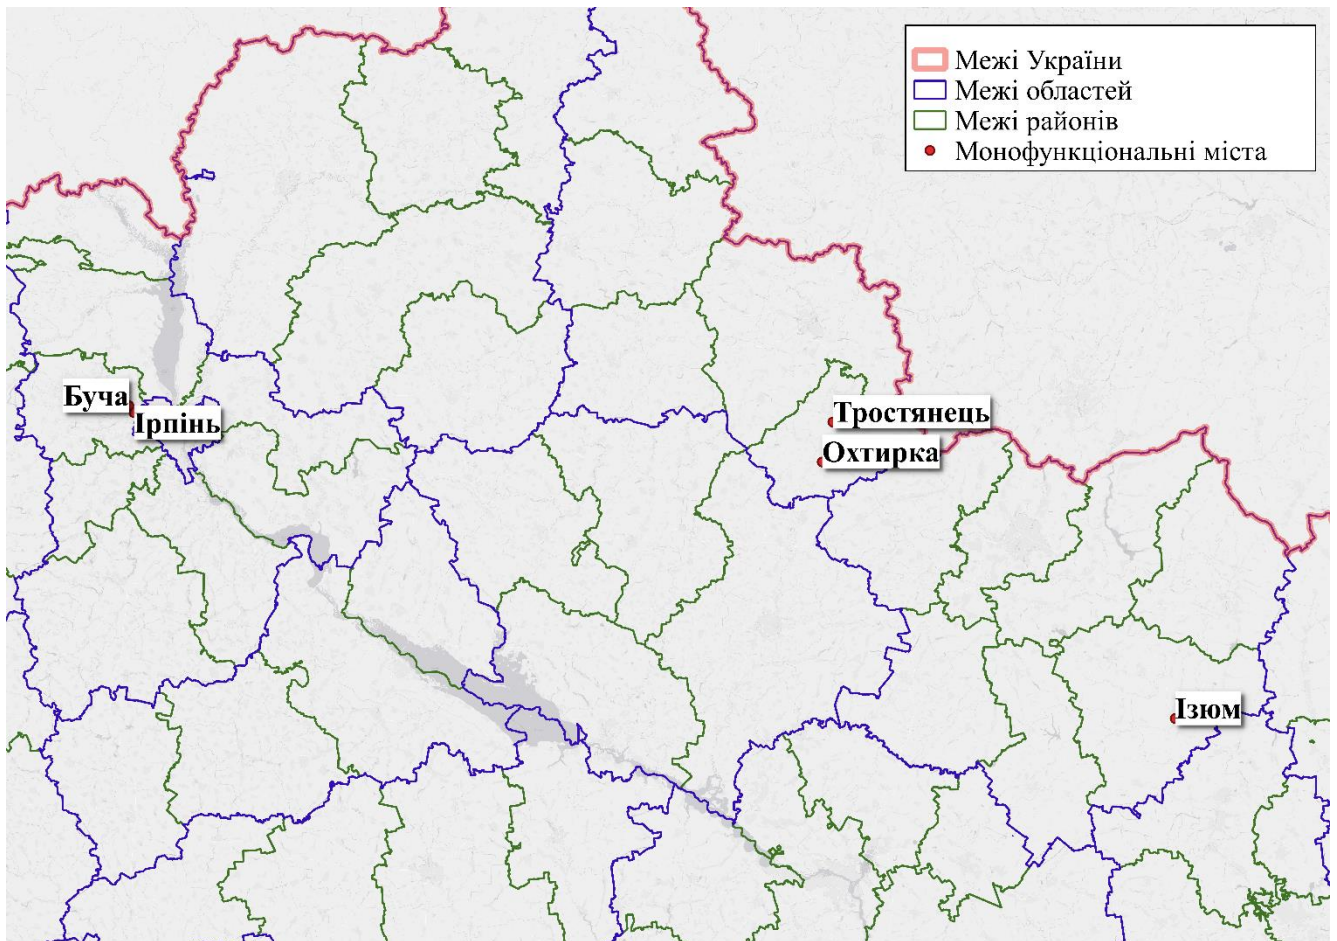 Межі України
Межі областей
Межі районів
Монофункціональні міста
Буча
Ірпінь
Тростянець
Охтирка
Ізюм